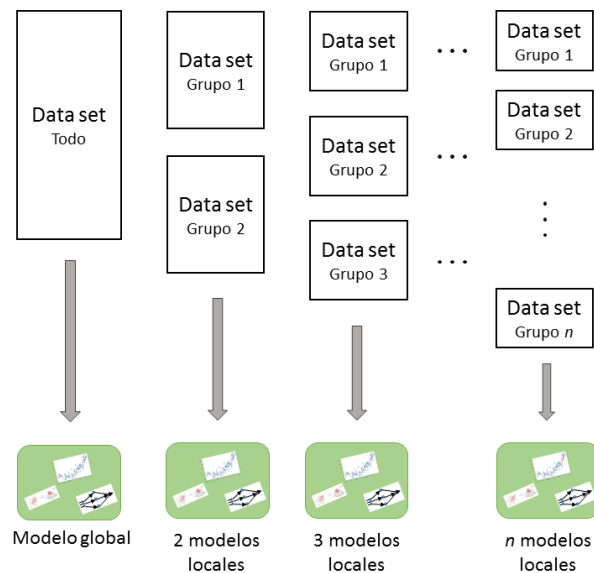 Data set
Todo
Data set
Grupo 1
Data set
Grupo 2
Data set
Grupo 1
Data set
Grupo 2
Data set
Grupo 3
...
...
...
Data set
Grupo 1
Data set
Grupo 2
Data set
Grupo n
Modelo global
2 modelos
locales
3 modelos
locales
n modelos
locales